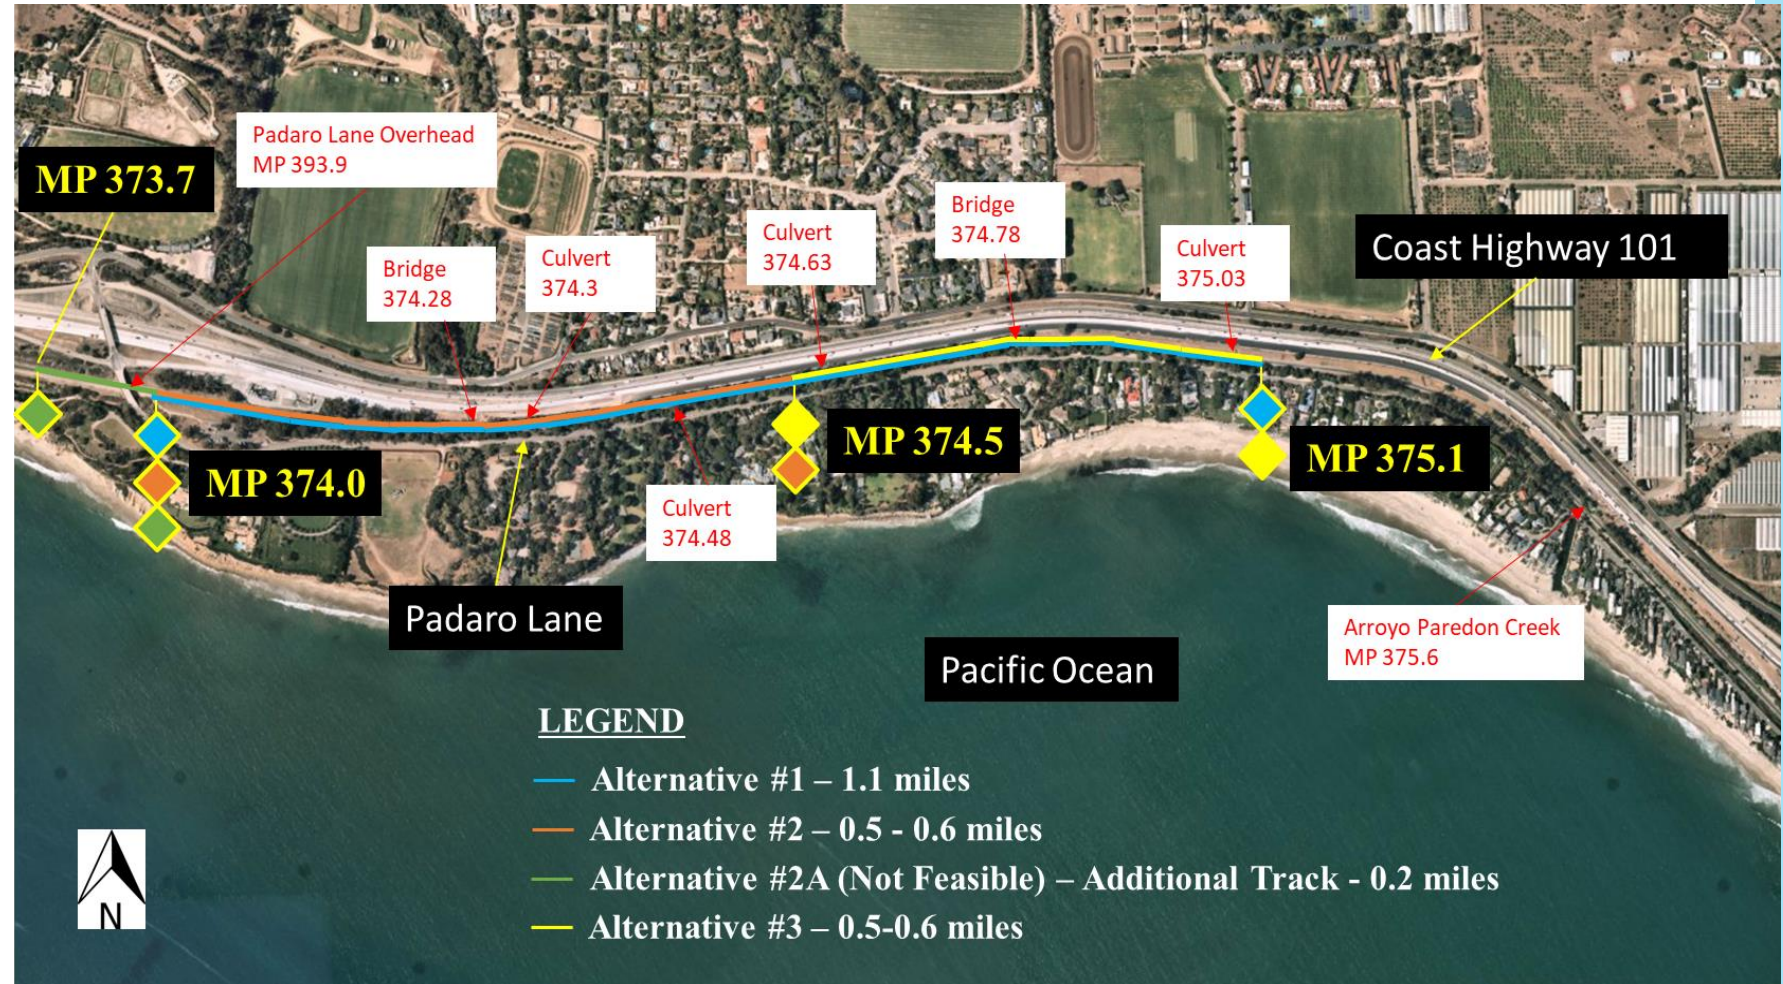 Padaro Lane Overhead
MP 393.9
MP 373.7
Bridge
374.28
Culvert
374.3
Culvert
374.63
Bridge
374.78
Culvert
375.03
Coast Highway 101
MP 374.0
MP 374.5
MP 375.1
Culvert
374.48
Padaro Lane
Pacific Ocean
Arroyo Paredon Creek
MP 375.6
LEGEND
Alternative #1 – 1.1 miles
Alternative #2 – 0.5 - 0.6 miles
Alternative #2A (Not Feasible) – Additional Track - 0.2 miles
Alternative #3 – 0.5-0.6 miles
N